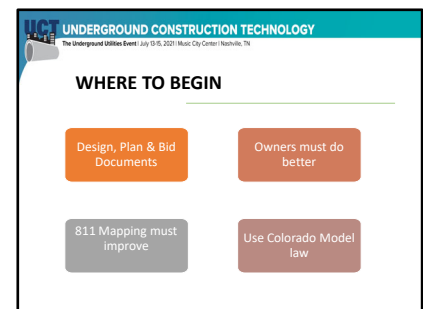 UCT UNDERGROUND CONSTRUCTION TECHNOLOGY
The Underground Utilities Event | July 13-15, 2021 | Music City Center | Nashville, TN
WHERE TO BEGIN
Design, Plan & Bid
Documents
Owners must do
better
811 Mapping must
improve
Use Colorado Model
law